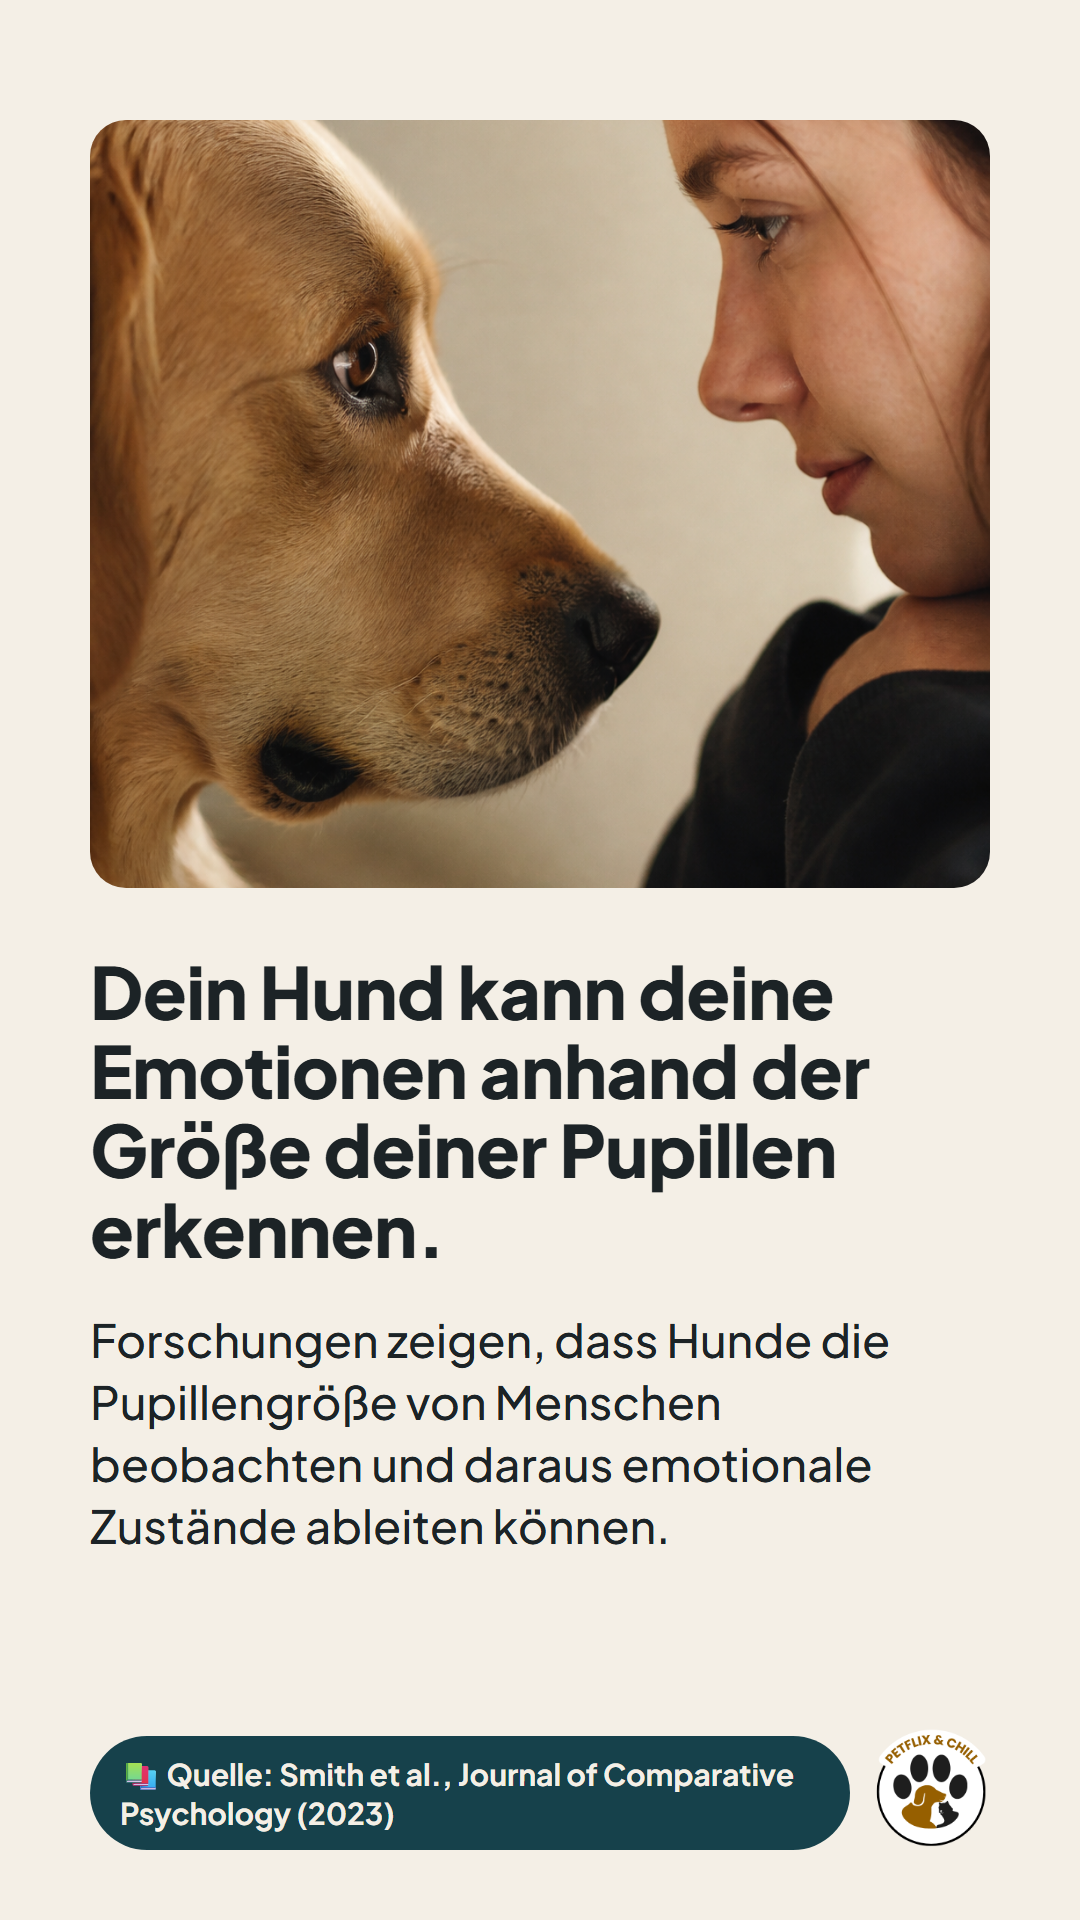 Dein Hund kann deine
Emotionen anhand der
Größe deiner Pupillen
erkennen.
Forschungen zeigen, dass Hunde die
Pupillengröße von Menschen
beobachten und daraus emotionale
Zustände ableiten können.
Quelle: Smith et al., Journal of Comparative
Psychology (2023)
PETFLIX & CHILL